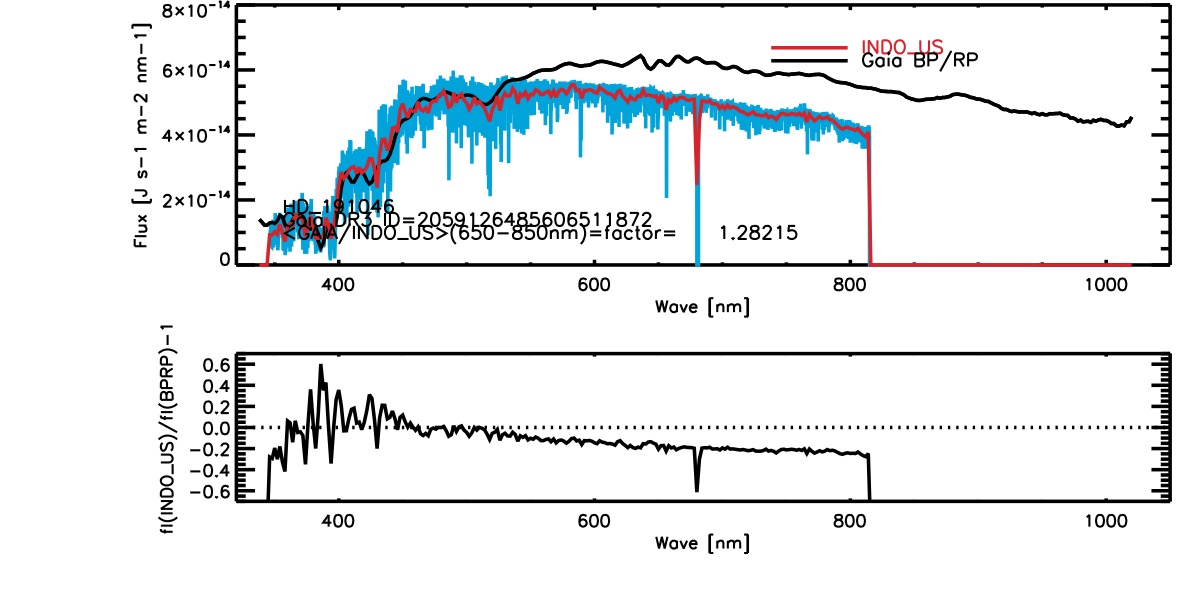 8×10−14
6×10−14
4×10−14
2×10−14
0
Flux [J s−1 m−2 nm−1]
INDO_US
Gaia BP/RP
HD_191046
Gaia DR3 ID=2059126485606511872
<GAIA/INDO_US>(650−850nm)=factor= 1.28215
400 600 800 1000
Wave [nm]
fl(INDO_US)/fl(BPRP)−1
0.6
0.4
0.2
0.0
−0.2
−0.4
−0.6
400 600 800 1000
Wave [nm]